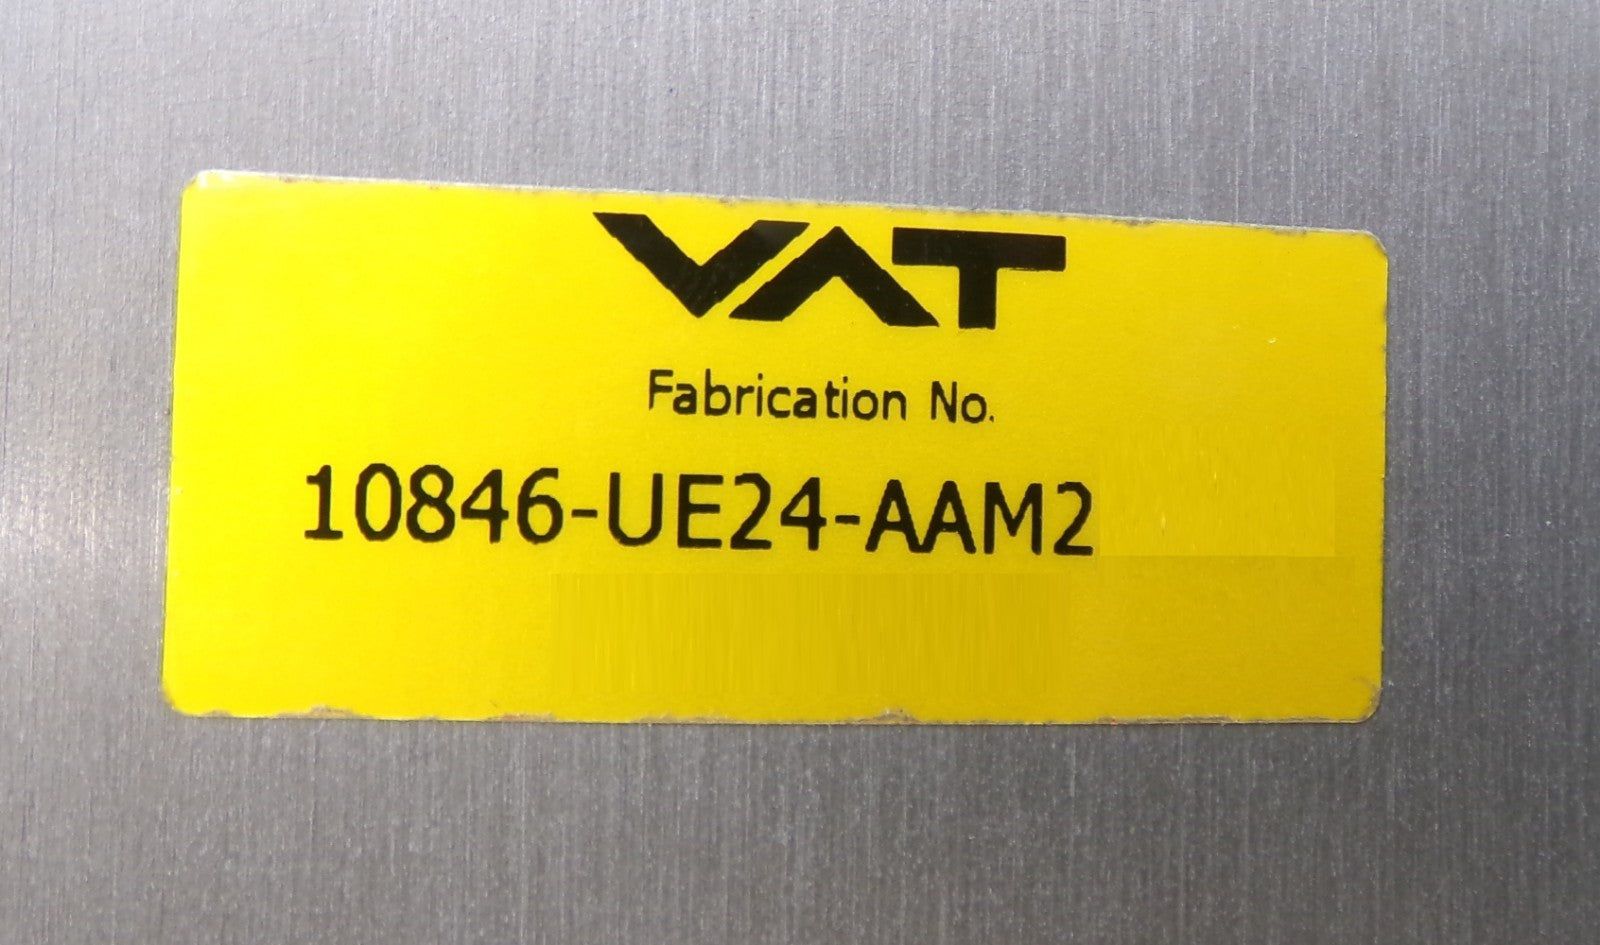 VAT
Fabrication No.
10846-UE24-AAM2